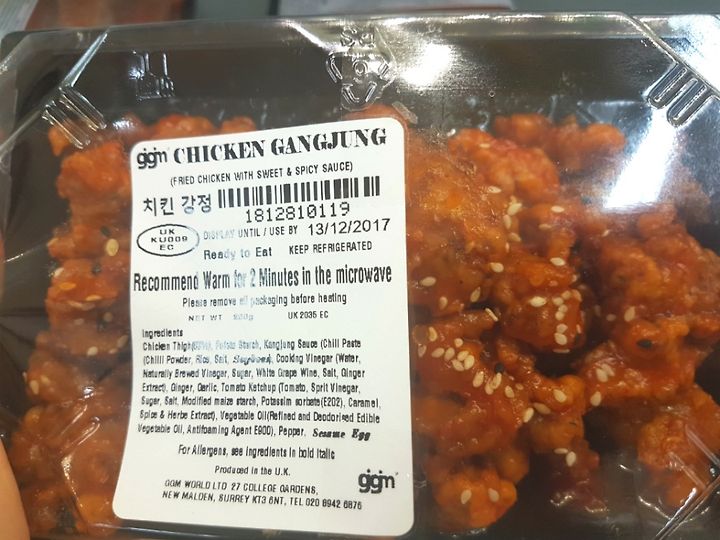 gigm CHICKEN GANGJUNG
(FRIED CHICKEN WITH SWEET & SPICY SAUCE)
치킨 강정
1812810119
UK
KU009
EC
DISPLAY UNTIL / USE BY 13/12/2017
Ready to Eat KEEP REFRIGERATED
Recommend Warm for 2 Minutes in the microwave
Please remove all packaging before heating
NET WT UK 2035 EC
Ingredients
Chicken Thigh Potato Starch, Kangjung Sauce (Chili Paste
(Chilli Powder, Rice, Salt, Soybean), Cooking Vinegar (Water,
Naturally Brewed Vinegar, Sugar, White Grape Wine, Salt, Ginger
Extract), Ginger, Garlic, Tomato Ketchup (Tomato, Sprit Vinegar,
Sugar, Salt, Modified maize starch, Potassim sorbate(E202), Caramel,
Spice & Herbs Extract), Vegetable Oil(Refined and Deodorised Edible
Vegetable Oil, Antifoaming Agent E900), Pepper, Sesame Egg
For Allergens, see ingredients in bold italic
Produced in the U.K.
GGM WORLD LTD 27 COLLEGE GARDENS,
NEW MALDEN, SURREY KT3 6NT, TEL 020 8942 6876
gigm